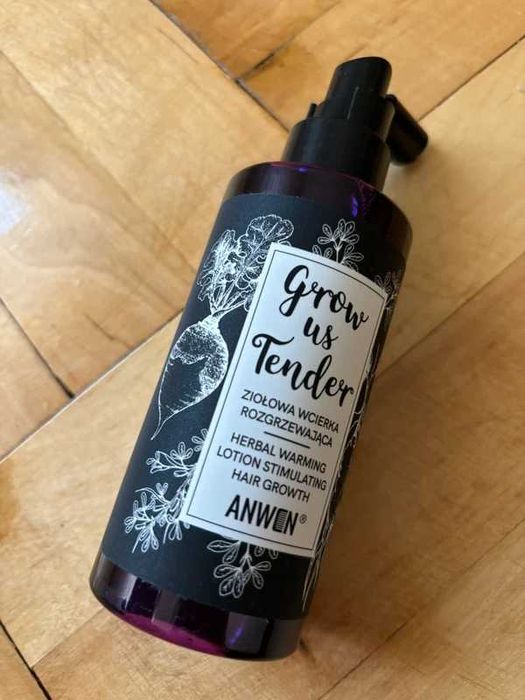 Grow
us
Tender
ZIOŁOWA WCIERKA
ROZGRZEWAJĄCA
HERBAL WARMING
LOTION STIMULATING
HAIR GROWTH
ANWEN®